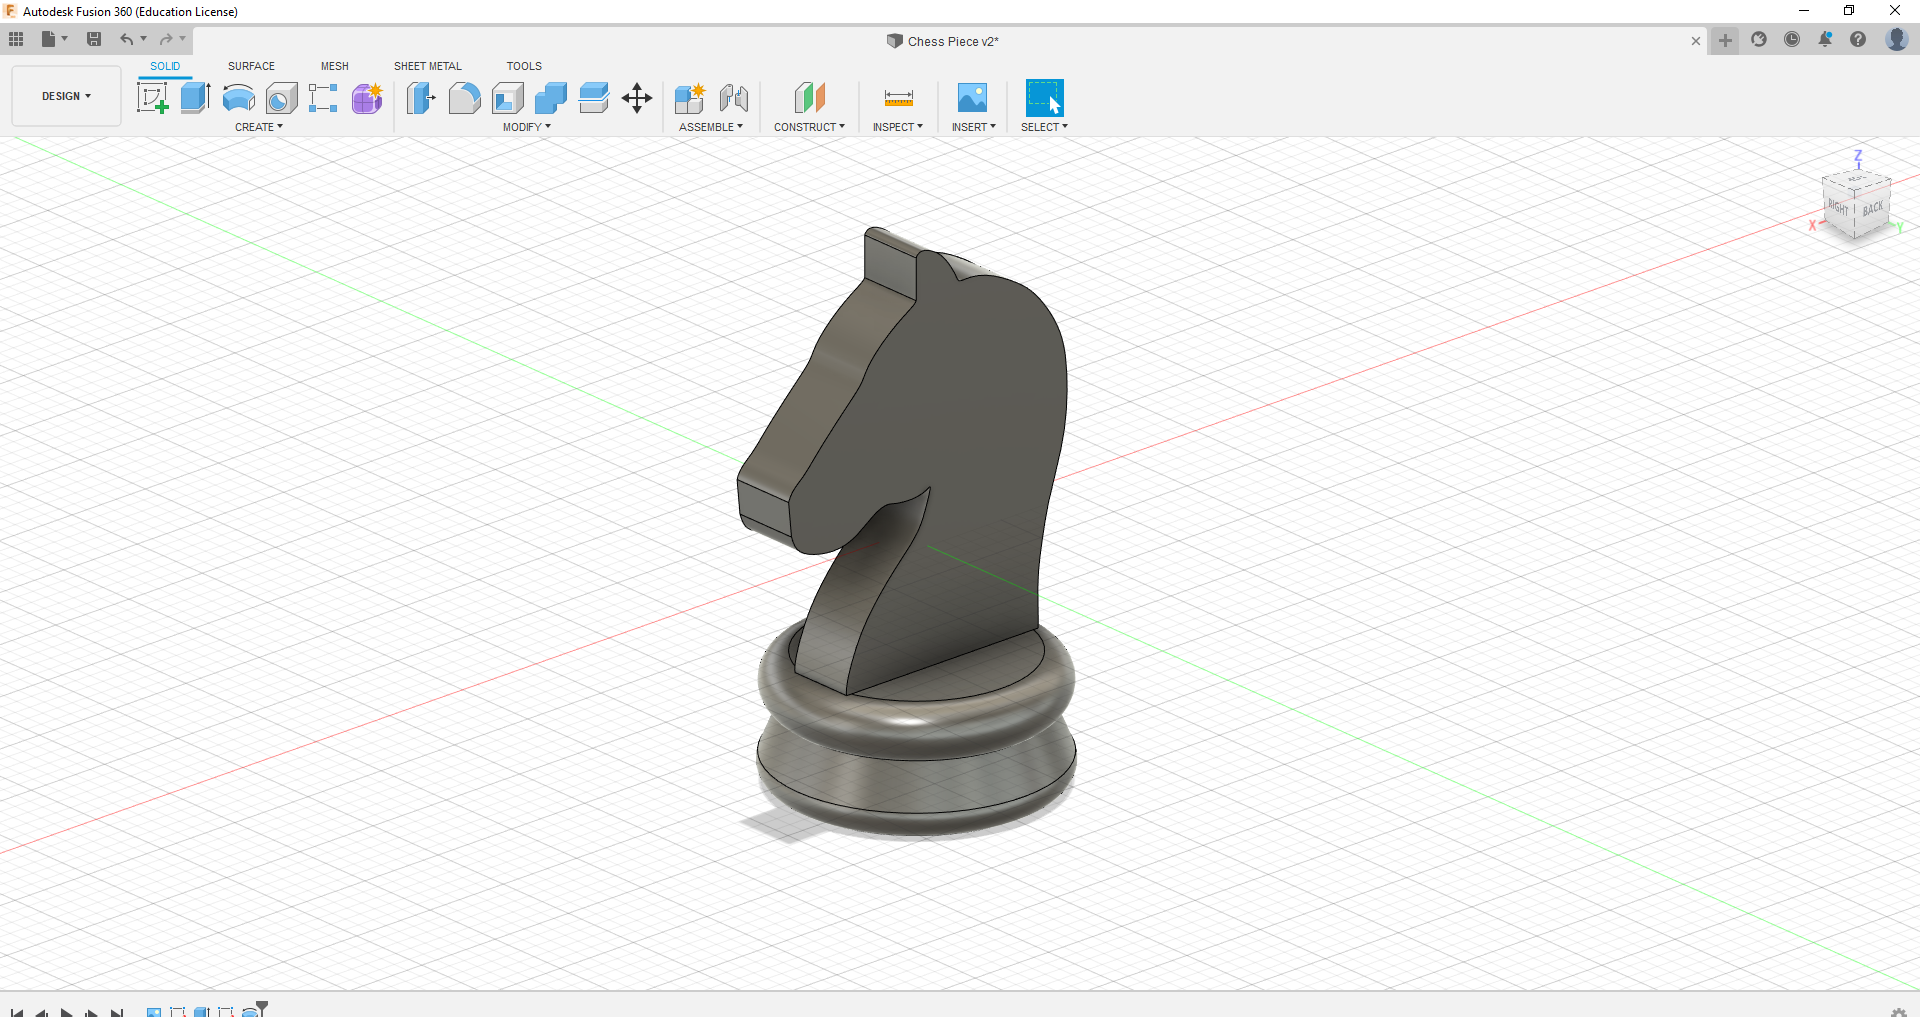 Autodesk Fusion 360 (Education License)
Chess Piece v2*
SOLID SURFACE MESH SHEET METAL TOOLS
DESIGN
CREATE MODIFY ASSEMBLE CONSTRUCT INSPECT INSERT SELECT
Z
RIGHT BACK
X Y